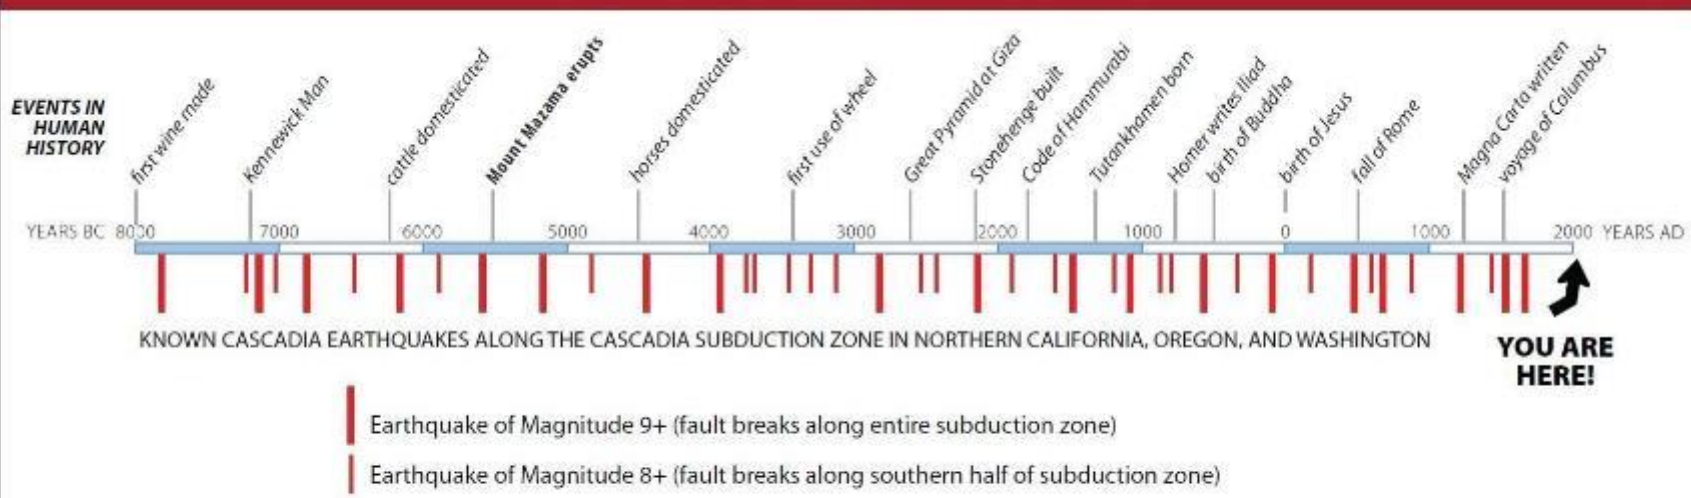 EVENTS IN
HUMAN
HISTORY
first wine made
Kennewick Man
cattle domesticated
Mount Mazama erupts
horses domesticated
first use of wheel
Great Pyramid at Giza
Stonehenge built
Code of Hammurabi
Tutankhamen born
Homer writes Iliad
birth of Buddha
birth of Jesus
fall of Rome
Magna Carta written
voyage of Columbus
YEARS BC 8000 7000 6000 5000 4000 3000 2000 1000 0 1000 2000 YEARS AD
KNOWN CASCADIA EARTHQUAKES ALONG THE CASCADIA SUBDUCTION ZONE IN NORTHERN CALIFORNIA, OREGON, AND WASHINGTON
YOU ARE
HERE!
Earthquake of Magnitude 9+ (fault breaks along entire subduction zone)
Earthquake of Magnitude 8+ (fault breaks along southern half of subduction zone)